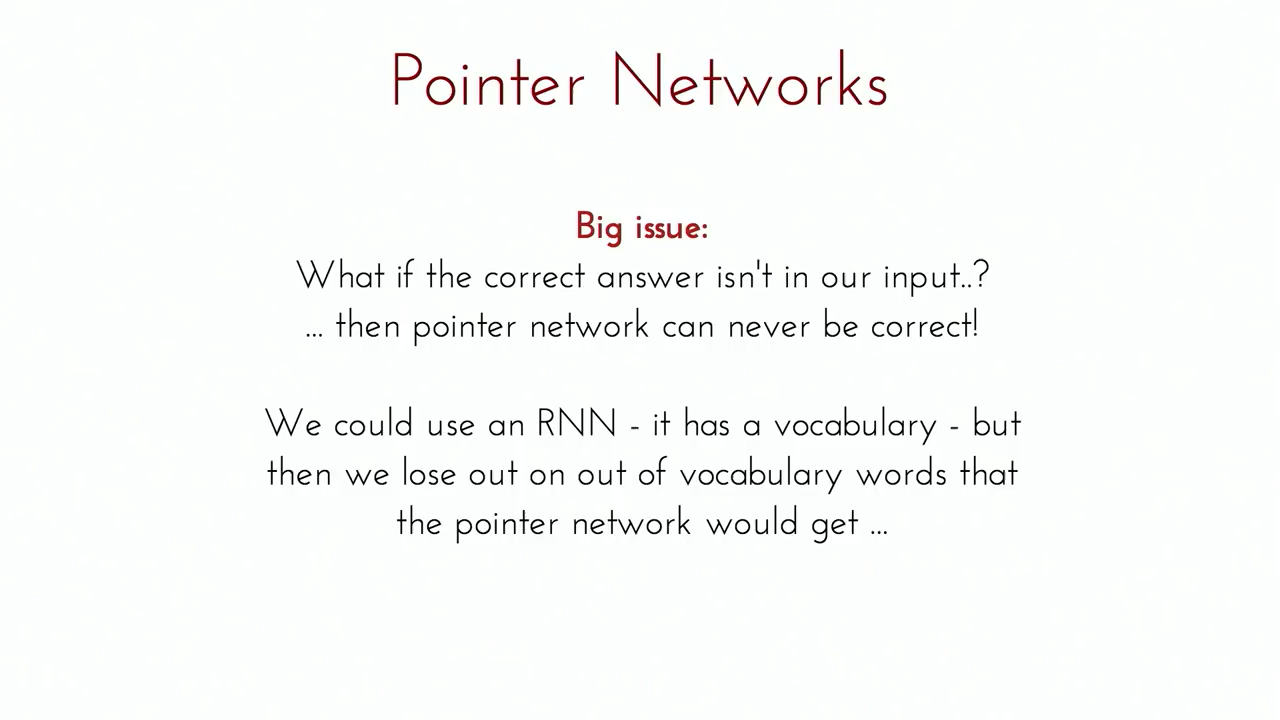 Pointer Networks
Big issue:
What if the correct answer isn't in our input..?
... then pointer network can never be correct!
We could use an RNN - it has a vocabulary - but
then we lose out on out of vocabulary words that
the pointer network would get ...